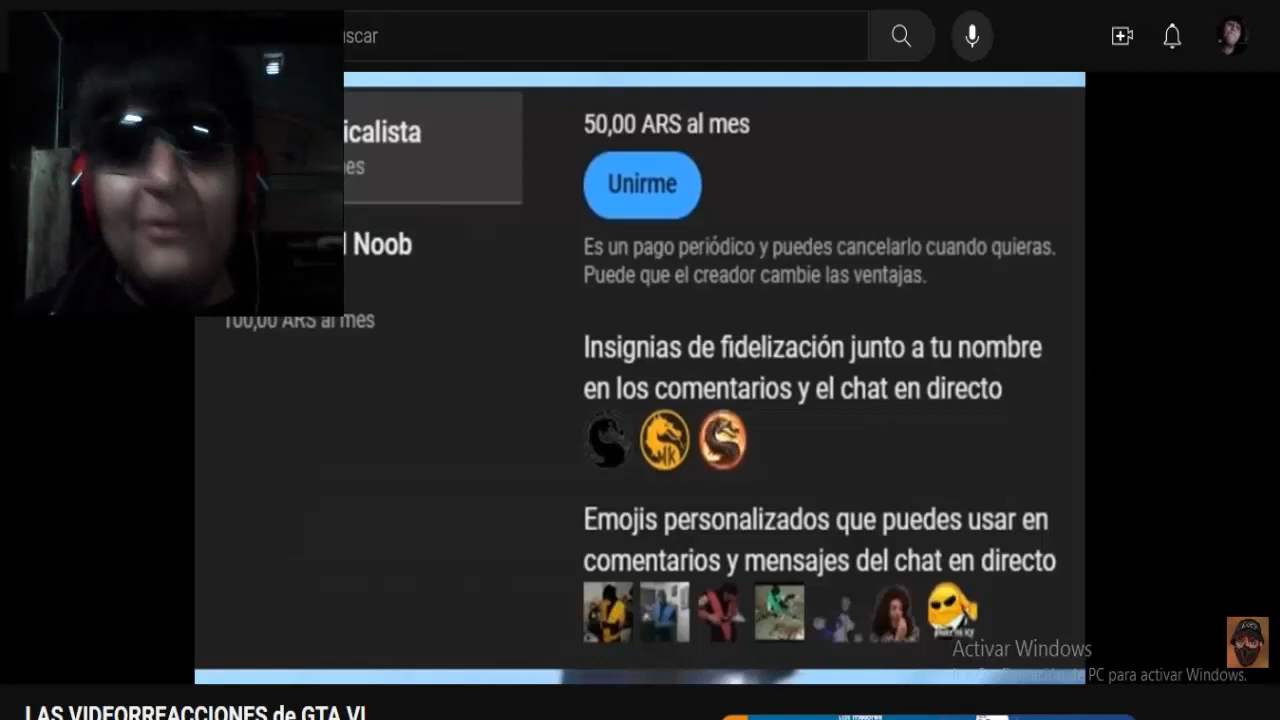 scar
icalista
es
50,00 ARS al mes
Unirme
l Noob
Es un pago periódico y puedes cancelarlo cuando quieras.
Puede que el creador cambie las ventajas.
100,00 ARS al mes
Insignias de fidelización junto a tu nombre
en los comentarios y el chat en directo
Emojis personalizados que puedes usar en
comentarios y mensajes del chat en directo
Activar Windows
de PC para activar Windows.
LAS VIDEORREACCIONES de GTA VI